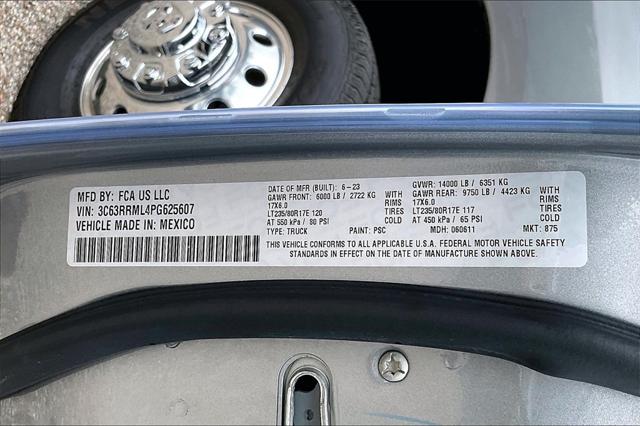 MFD BY: FCA US LLC
VIN: 3C63RRML4PG625607
VEHICLE MADE IN: MEXICO
DATE OF MFR (BUILT): 6-23 GVWR: 14000 LB / 6351 KG
GAWR FRONT: 6000 LB / 2722 KG WITH GAWR REAR: 9750 LB / 4423 KG WITH
17X6.0 RIMS 17X6.0 RIMS
LT235/80R17E 120 TIRES LT235/80R17E 117 TIRES
AT 550 kPa / 80 PSI COLD AT 450 kPa / 65 PSI COLD
TYPE: TRUCK PAINT: PSC MDH: 060611 MKT: 875
THIS VEHICLE CONFORMS TO ALL APPLICABLE U.S.A. FEDERAL MOTOR VEHICLE SAFETY
STANDARDS IN EFFECT ON THE DATE OF MANUFACTURE SHOWN ABOVE.